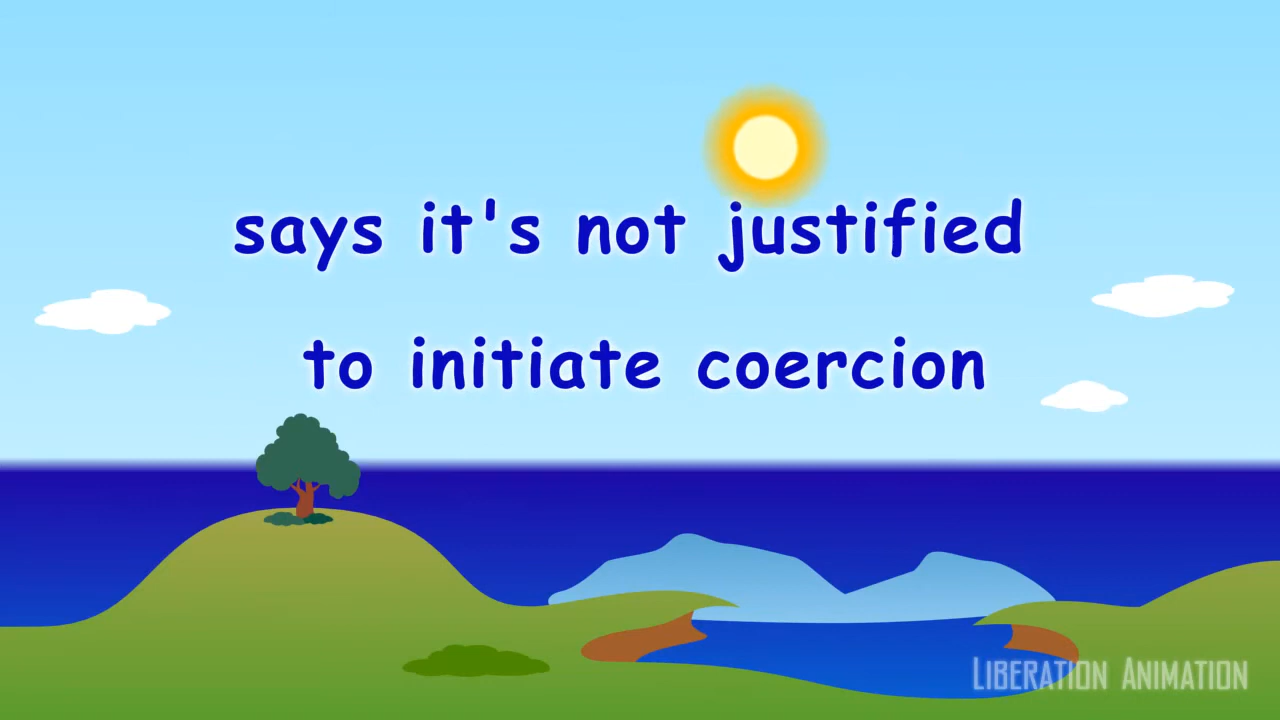 says it's not justified
to initiate coercion
Liberation Animation